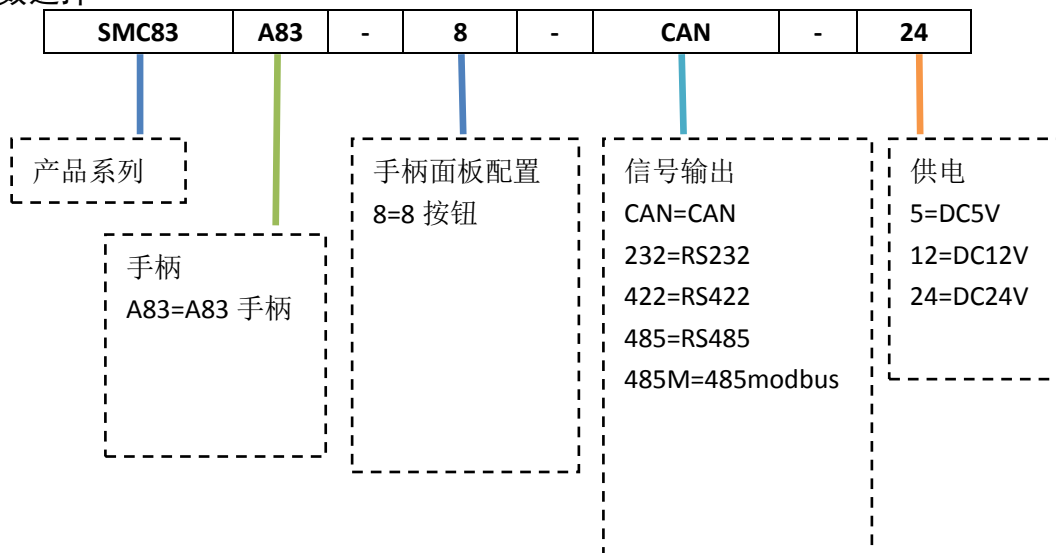 SMC83 A83 - 8 - CAN - 24
产品系列
手柄
A83=A83 手柄
手柄面板配置
8=8 按钮
信号输出
CAN=CAN
232=RS232
422=RS422
485=RS485
485M=485modbus
供电
5=DC5V
12=DC12V
24=DC24V